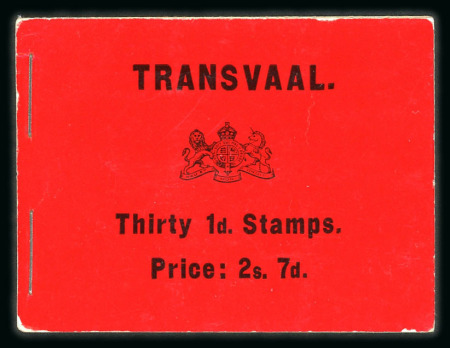 TRANSVAAL.
Thirty 1d. Stamps.
Price: 2s. 7d.